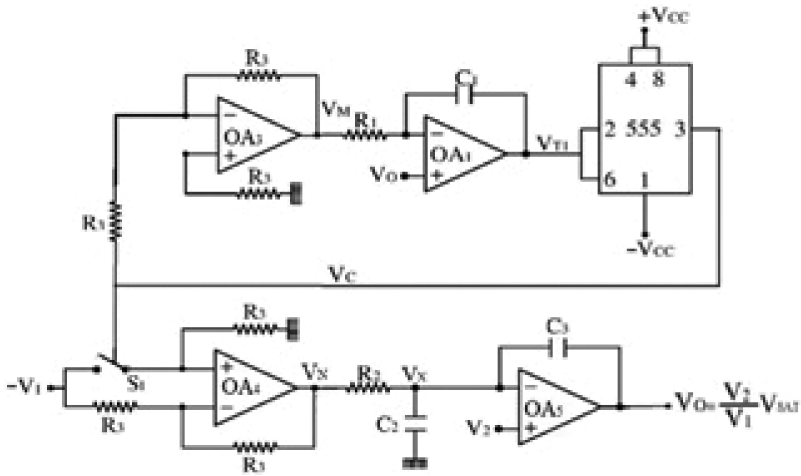 +VCC
R3
C1
4 8
VM
R1
OA3
OA1
VT1
2 555 3
VO
6
1
R3
R3
-VCC
VC
R3
C3
-V1
S1
OA4
VN
R2
VX
OA5
VO= V2/V1 VSAT
C2
V2
R3
R3